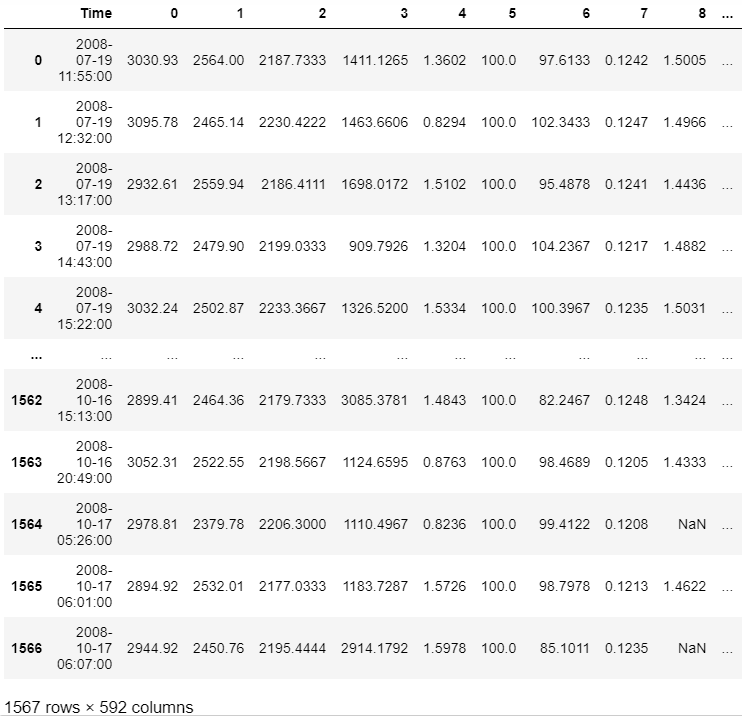 Time 0 1 2 3 4 5 6 7 8 ...
0 2008-07-19 11:55:00 3030.93 2564.00 2187.7333 1411.1265 1.3602 100.0 97.6133 0.1242 1.5005 ...
1 2008-07-19 12:32:00 3095.78 2465.14 2230.4222 1463.6606 0.8294 100.0 102.3433 0.1247 1.4966 ...
2 2008-07-19 13:17:00 2932.61 2559.94 2186.4111 1698.0172 1.5102 100.0 95.4878 0.1241 1.4436 ...
3 2008-07-19 14:43:00 2988.72 2479.90 2199.0333 909.7926 1.3204 100.0 104.2367 0.1217 1.4882 ...
4 2008-07-19 15:22:00 3032.24 2502.87 2233.3667 1326.5200 1.5334 100.0 100.3967 0.1235 1.5031 ...
... ... ... ... ... ... ... ... ... ... ... ...
1562 2008-10-16 15:13:00 2899.41 2464.36 2179.7333 3085.3781 1.4843 100.0 82.2467 0.1248 1.3424 ...
1563 2008-10-16 20:49:00 3052.31 2522.55 2198.5667 1124.6595 0.8763 100.0 98.4689 0.1205 1.4333 ...
1564 2008-10-17 05:26:00 2978.81 2379.78 2206.3000 1110.4967 0.8236 100.0 99.4122 0.1208 NaN ...
1565 2008-10-17 06:01:00 2894.92 2532.01 2177.0333 1183.7287 1.5726 100.0 98.7978 0.1213 1.4622 ...
1566 2008-10-17 06:07:00 2944.92 2450.76 2195.4444 2914.1792 1.5978 100.0 85.1011 0.1235 NaN ...
1567 rows × 592 columns